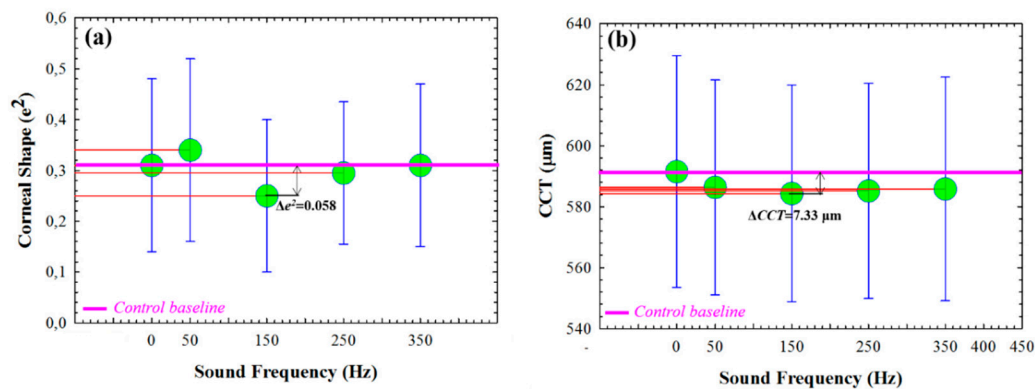 (a)
0,6
0,5
0,4
0,3
0,2
0,1
0,0
Corneal Shape (e²)
Δe²=0.058
Control baseline
0 50 150 250 350
Sound Frequency (Hz)
(b)
640
620
600
580
560
540
CCT (µm)
ΔCCT=7.33 µm
Control baseline
- 0 50 150 250 350 450
Sound Frequency (Hz)